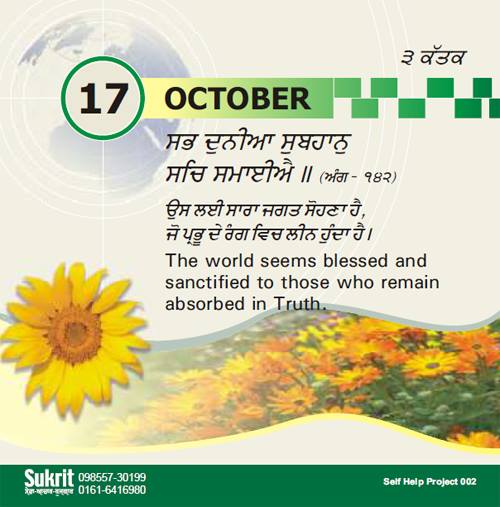 ੩ ਕੱਤਕ
17 OCTOBER
ਸਭ ਦੁਨੀਆ ਸੁਬਹਾਨੁ
ਸਚਿ ਸਮਾਈਐ ॥ (ਅੰਗ - ੧੪੨)
ਉਸ ਲਈ ਸਾਰਾ ਜਗਤ ਸੋਹਣਾ ਹੈ,
ਜੋ ਪ੍ਰਭੂ ਦੇ ਰੰਗ ਵਿਚ ਲੀਨ ਹੁੰਦਾ ਹੈ।
The world seems blessed and
sanctified to those who remain
absorbed in Truth.
Sukrit 098557-30199
0161-6416980
Self Help Project 002